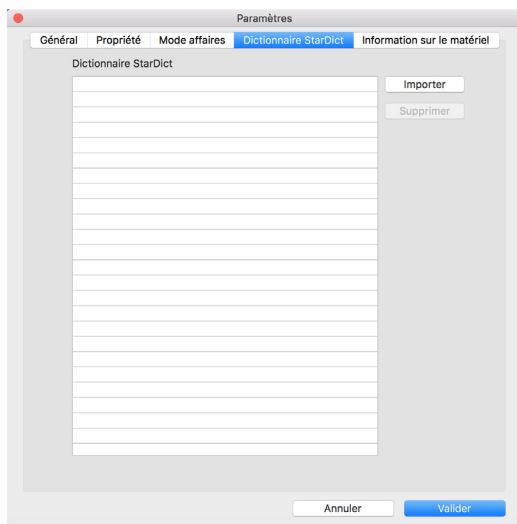 Paramètres
Général Propriété Mode affaires Dictionnaire StarDict Information sur le matériel
Dictionnaire StarDict
Importer
Supprimer
Annuler Valider